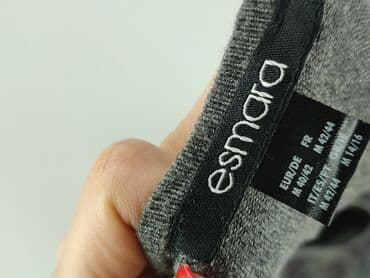 esmara
EUR/DE FR
M 40/42 M 42/44
IT/ES/PT
M 42/44 M 14/16